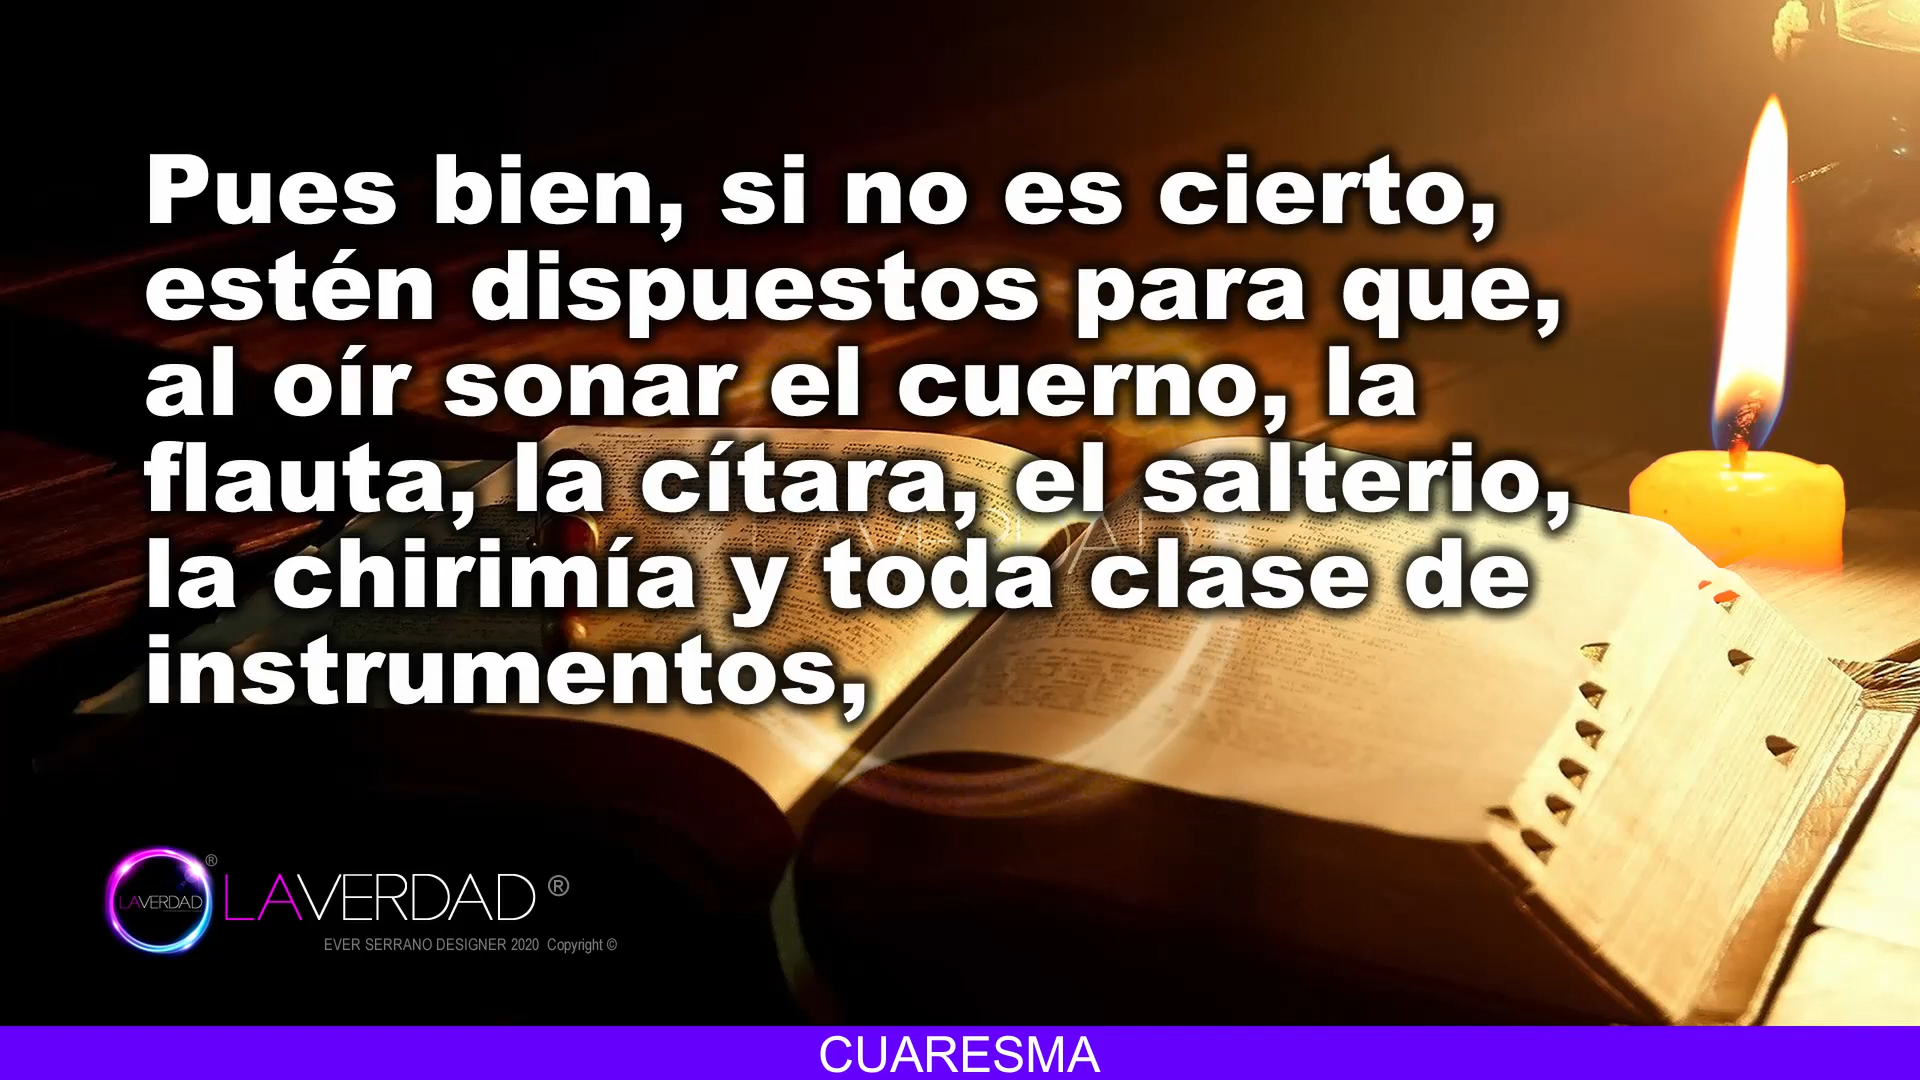 Pues bien, si no es cierto,
estén dispuestos para que,
al oír sonar el cuerno, la
flauta, la cítara, el salterio,
la chirimía y toda clase de
instrumentos,
LAVERDAD ®
LAVERDAD®
EVER SERRANO DESIGNER 2020 Copyright ©
CUARESMA